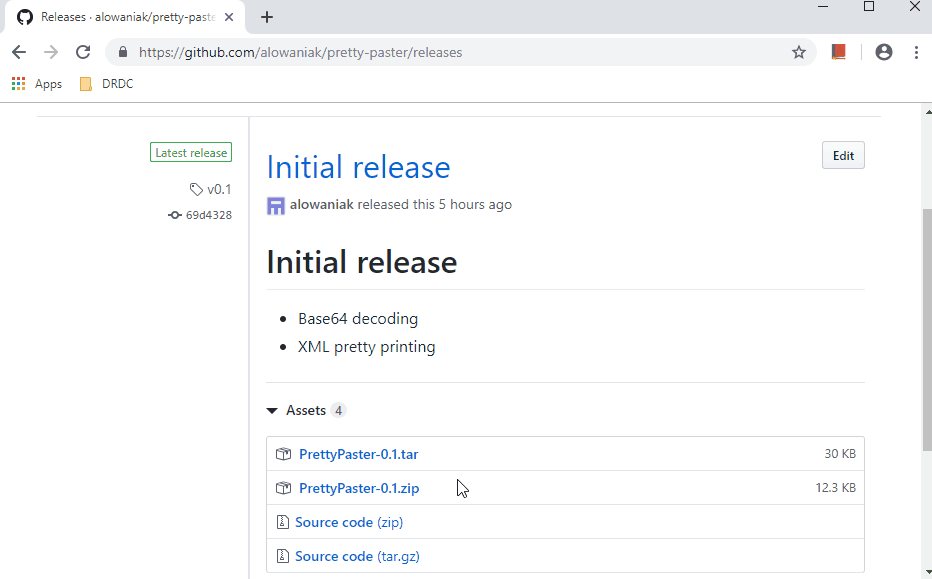 Releases · alowaniak/pretty-paste
https://github.com/alowaniak/pretty-paster/releases
Apps
DRDC
Latest release
v0.1
69d4328
Initial release
Edit
alowaniak released this 5 hours ago
Initial release
Base64 decoding
XML pretty printing
Assets 4
PrettyPaster-0.1.tar 30 KB
PrettyPaster-0.1.zip 12.3 KB
Source code (zip)
Source code (tar.gz)